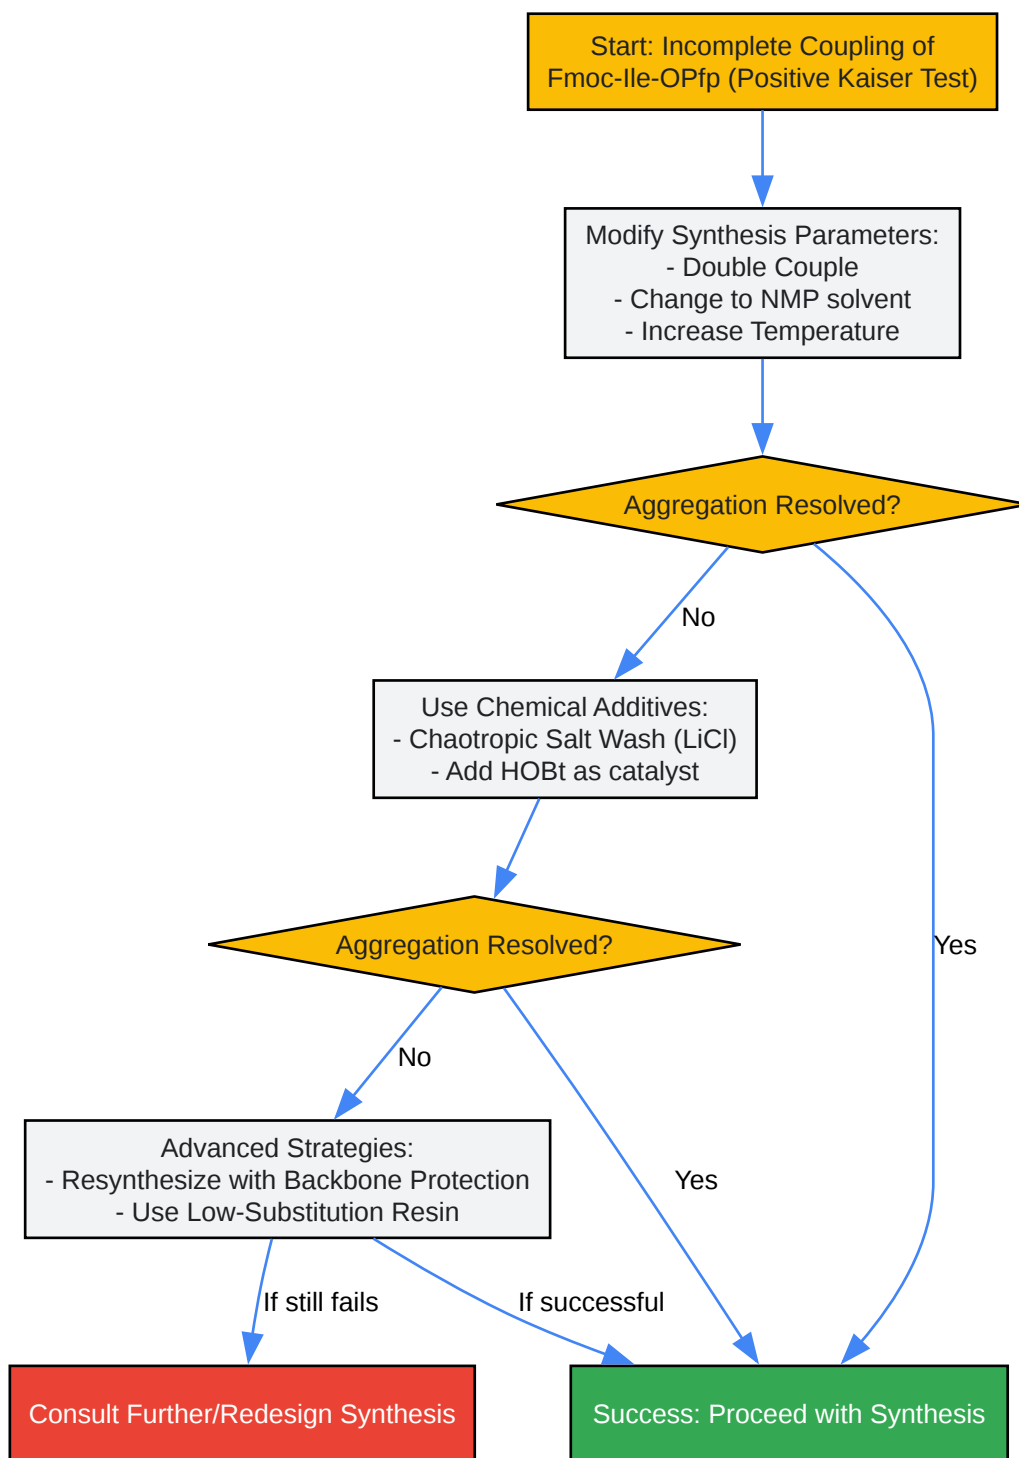 Start: Incomplete Coupling of
Fmoc-Ile-OPfp (Positive Kaiser Test)
Modify Synthesis Parameters:
- Double Couple
- Change to NMP solvent
- Increase Temperature
Aggregation Resolved?
No
Use Chemical Additives:
- Chaotropic Salt Wash (LiCl)
- Add HOBt as catalyst
Aggregation Resolved?
Yes
No
Advanced Strategies:
- Resynthesize with Backbone Protection
- Use Low-Substitution Resin
Yes
If still fails
If successful
Consult Further/Redesign Synthesis
Success: Proceed with Synthesis